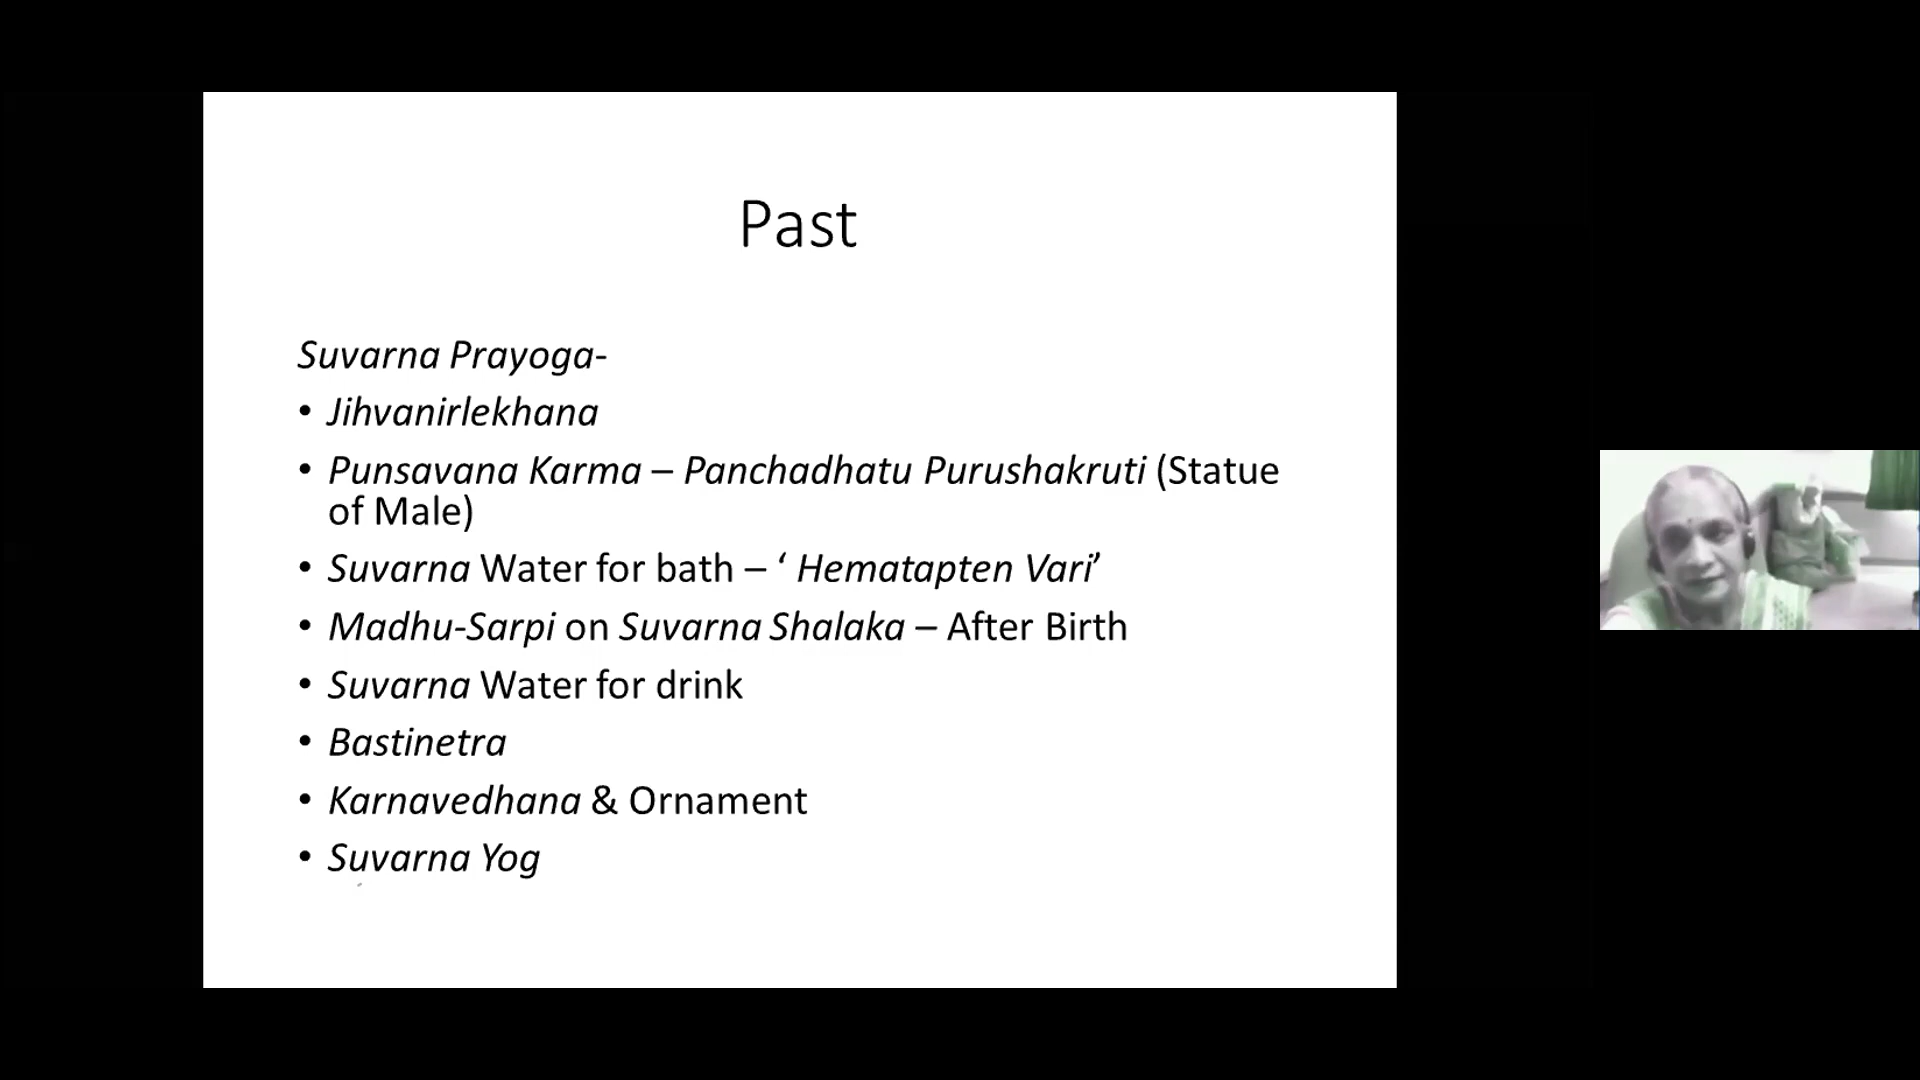 Past
Suvarna Prayoga-
• Jihvanirlekhana
• Punsavana Karma – Panchadhatu Purushakruti (Statue
of Male)
• Suvarna Water for bath – ‘ Hematapten Vari’
• Madhu-Sarpi on Suvarna Shalaka – After Birth
• Suvarna Water for drink
• Bastinetra
• Karnavedhana & Ornament
• Suvarna Yog